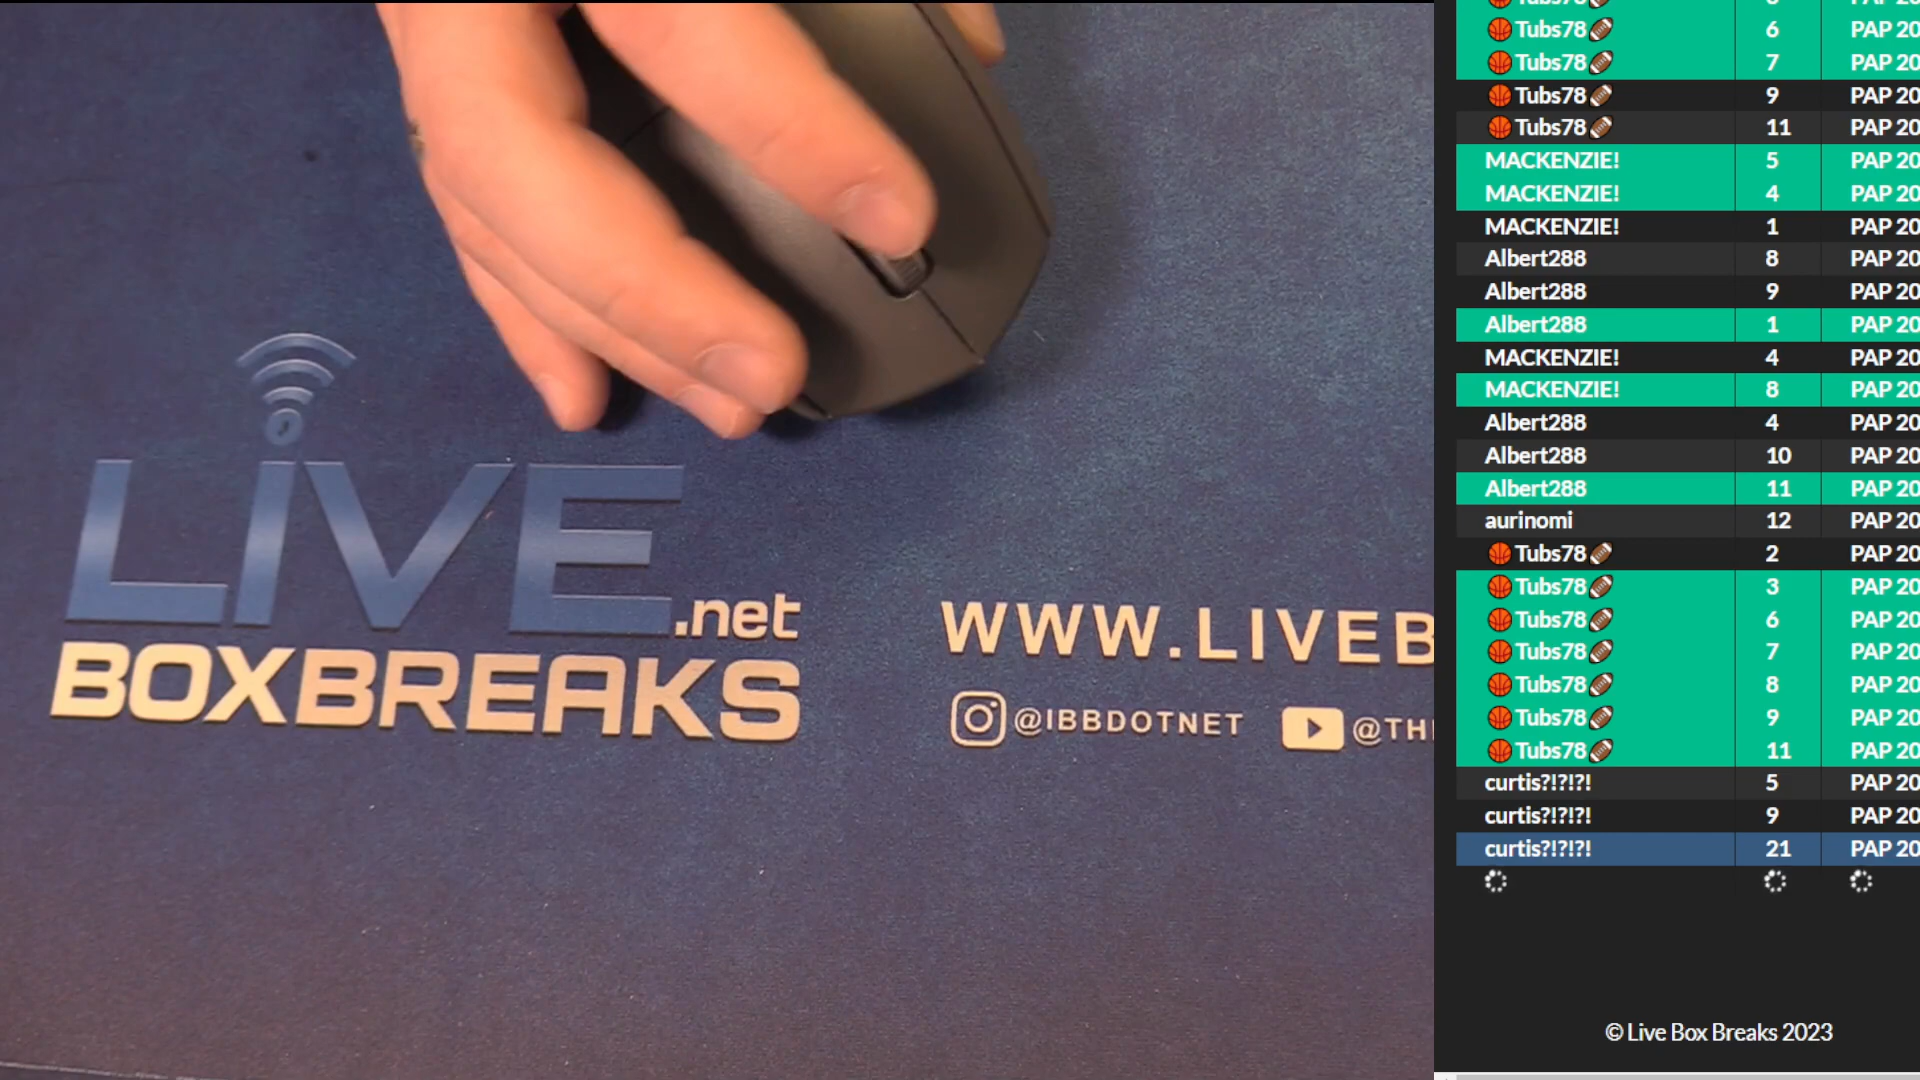 LIVE
.net
BOXBREAKS
WWW.LIVEB
@IBBDOTNET
@TH
Tubs78 6 PAP 20
Tubs78 7 PAP 20
Tubs78 9 PAP 20
Tubs78 11 PAP 20
MACKENZIE! 5 PAP 20
MACKENZIE! 4 PAP 20
MACKENZIE! 1 PAP 20
Albert288 8 PAP 20
Albert288 9 PAP 20
Albert288 1 PAP 20
MACKENZIE! 4 PAP 20
MACKENZIE! 8 PAP 20
Albert288 4 PAP 20
Albert288 10 PAP 20
Albert288 11 PAP 20
aurinomi 12 PAP 20
Tubs78 2 PAP 20
Tubs78 3 PAP 20
Tubs78 6 PAP 20
Tubs78 7 PAP 20
Tubs78 8 PAP 20
Tubs78 9 PAP 20
Tubs78 11 PAP 20
curtis?!?!?! 5 PAP 20
curtis?!?!?! 9 PAP 20
curtis?!?!?! 21 PAP 20
© Live Box Breaks 2023